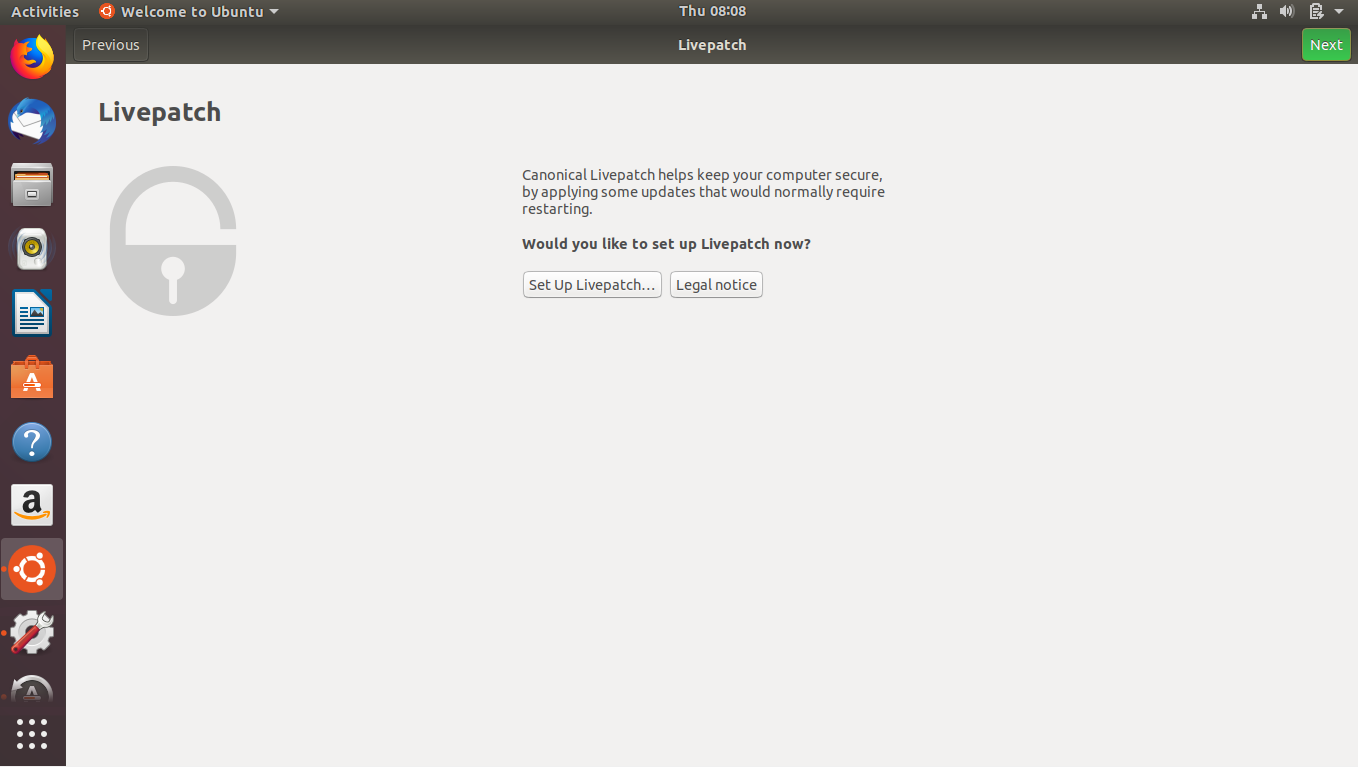 Activities Welcome to Ubuntu Thu 08:08
Previous Livepatch Next
Livepatch
Canonical Livepatch helps keep your computer secure,
by applying some updates that would normally require
restarting.
Would you like to set up Livepatch now?
Set Up Livepatch… Legal notice